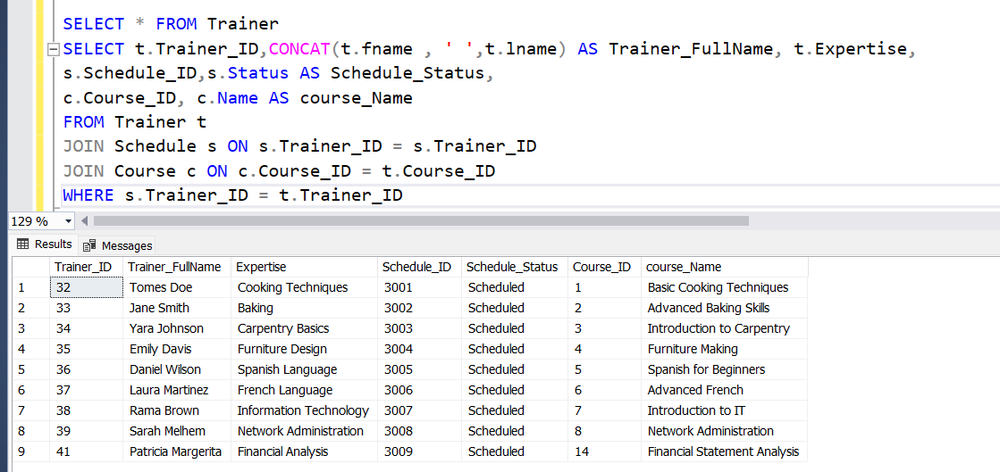 SELECT * FROM Trainer
SELECT t.Trainer_ID,CONCAT(t.fname , ' ',t.lname) AS Trainer_FullName, t.Expertise,
s.Schedule_ID,s.Status AS Schedule_Status,
c.Course_ID, c.Name AS course_Name
FROM Trainer t
JOIN Schedule s ON s.Trainer_ID = s.Trainer_ID
JOIN Course c ON c.Course_ID = t.Course_ID
WHERE s.Trainer_ID = t.Trainer_ID
129 %
Results Messages
Trainer_ID Trainer_FullName Expertise Schedule_ID Schedule_Status Course_ID course_Name
1 32 Tomes Doe Cooking Techniques 3001 Scheduled 1 Basic Cooking Techniques
2 33 Jane Smith Baking 3002 Scheduled 2 Advanced Baking Skills
3 34 Yara Johnson Carpentry Basics 3003 Scheduled 3 Introduction to Carpentry
4 35 Emily Davis Furniture Design 3004 Scheduled 4 Furniture Making
5 36 Daniel Wilson Spanish Language 3005 Scheduled 5 Spanish for Beginners
6 37 Laura Martinez French Language 3006 Scheduled 6 Advanced French
7 38 Rama Brown Information Technology 3007 Scheduled 7 Introduction to IT
8 39 Sarah Melhem Network Administration 3008 Scheduled 8 Network Administration
9 41 Patricia Margerita Financial Analysis 3009 Scheduled 14 Financial Statement Analysis